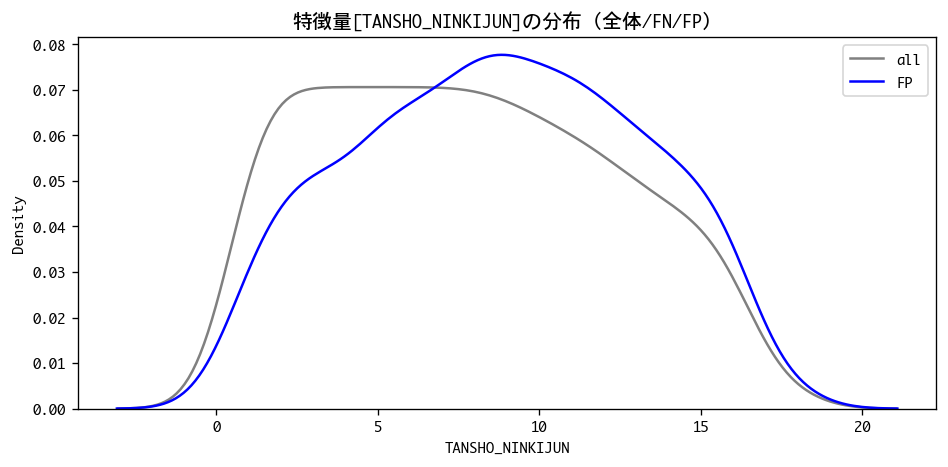 特徴量[TANSHO_NINKIJUN]の分布（全体/FN/FP）
0.08
0.07
0.06
0.05
0.04
0.03
0.02
0.01
0.00
Density
all
FP
0 5 10 15 20
TANSHO_NINKIJUN